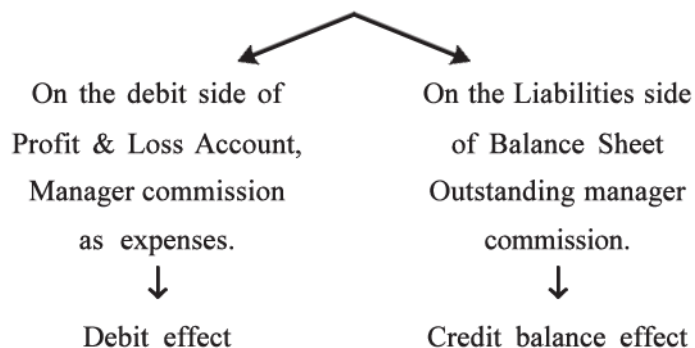 On the debit side of
Profit & Loss Account,
Manager commission
as expenses.
Debit effect
On the Liabilities side
of Balance Sheet
Outstanding manager
commission.
Credit balance effect